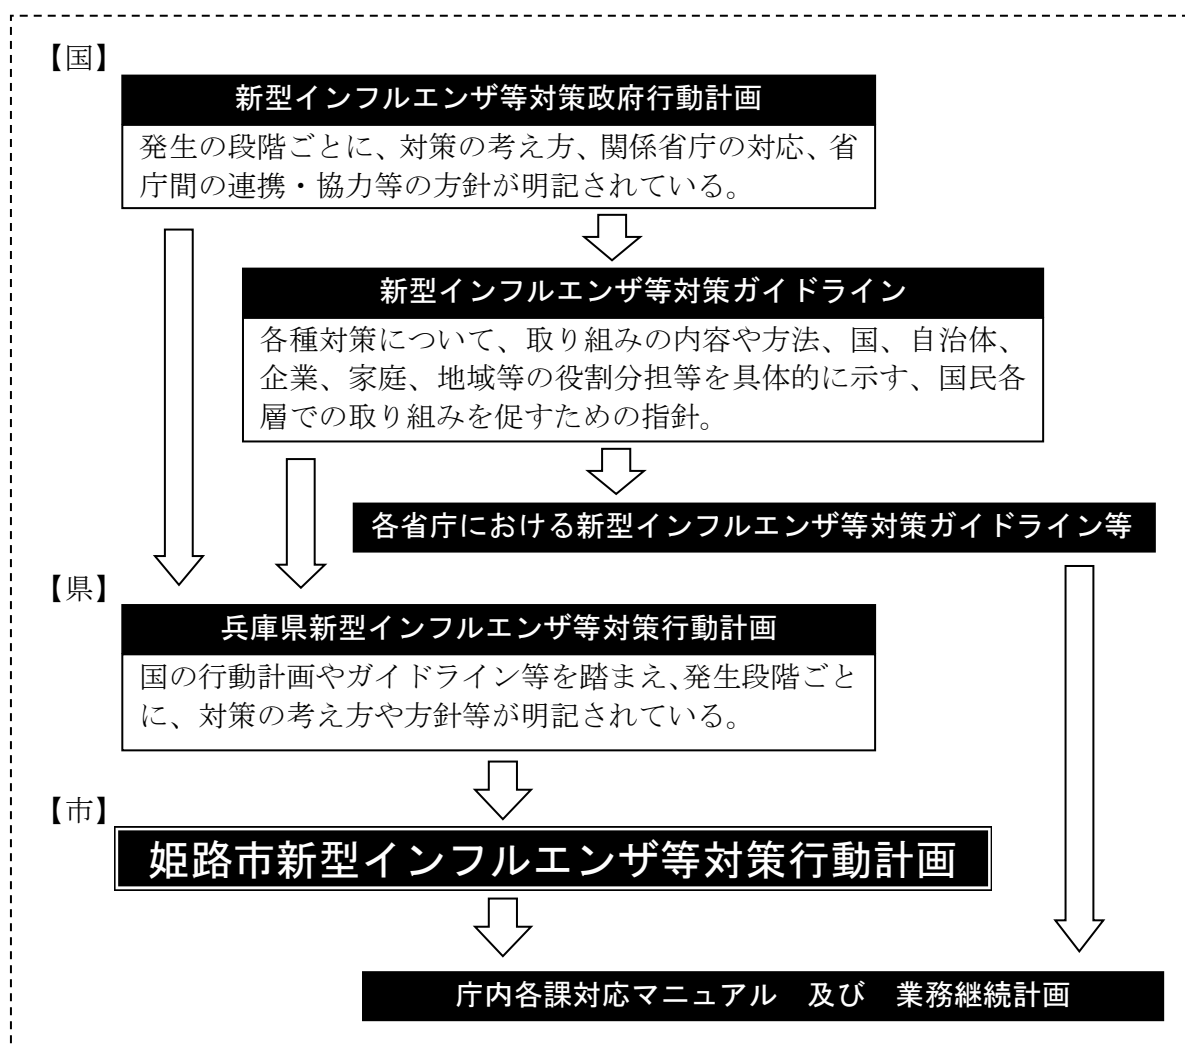 【国】
新型インフルエンザ等対策政府行動計画
発生の段階ごとに、対策の考え方、関係省庁の対応、省
庁間の連携・協力等の方針が明記されている。
新型インフルエンザ等対策ガイドライン
各種対策について、取り組みの内容や方法、国、自治体、
企業、家庭、地域等の役割分担等を具体的に示す、国民各
層での取り組みを促すための指針。
各省庁における新型インフルエンザ等対策ガイドライン等
【県】
兵庫県新型インフルエンザ等対策行動計画
国の行動計画やガイドライン等を踏まえ、発生段階ごと
に、対策の考え方や方針等が明記されている。
【市】
姫路市新型インフルエンザ等対策行動計画
庁内各課対応マニュアル　及び　業務継続計画